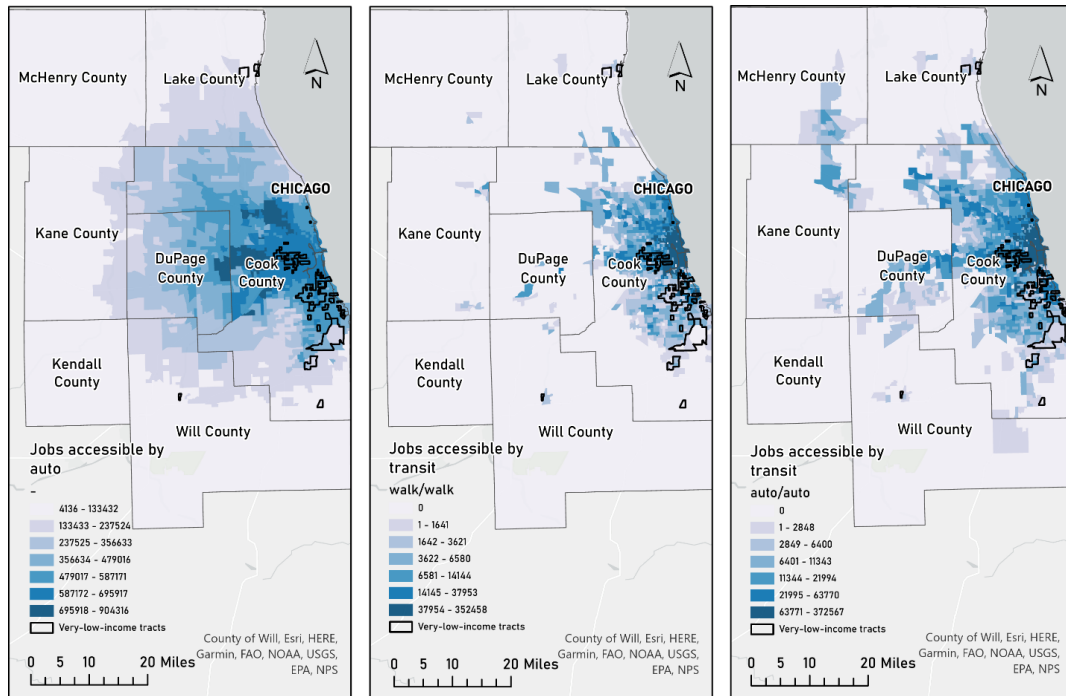 McHenry County
Lake County
N
CHICAGO
Kane County
DuPage
County
Cook
County
Kendall
County
Will County
Jobs accessible by
auto
-
4136 - 133432
133433 - 237524
237525 - 356633
356634 - 479016
479017 - 587171
587172 - 695917
695918 - 904316
Very-low-income tracts
County of Will, Esri, HERE,
Garmin, FAO, NOAA, USGS,
EPA, NPS
0 5 10 20 Miles
McHenry County
Lake County
N
CHICAGO
Kane County
DuPage
County
Cook
County
Kendall
County
Will County
Jobs accessible by
transit
walk/walk
0
1 - 1641
1642 - 3621
3622 - 6580
6581 - 14144
14145 - 37953
37954 - 352458
Very-low-income tracts
County of Will, Esri, HERE,
Garmin, FAO, NOAA, USGS,
EPA, NPS
0 5 10 20 Miles
McHenry County
Lake County
N
CHICAGO
Kane County
DuPage
County
Cook
County
Kendall
County
Will County
Jobs accessible by
transit
auto/auto
0
1 - 2848
2849 - 6400
6401 - 11343
11344 - 21994
21995 - 63770
63771 - 372567
Very-low-income tracts
County of Will, Esri, HERE,
Garmin, FAO, NOAA, USGS,
EPA, NPS
0 5 10 20 Miles